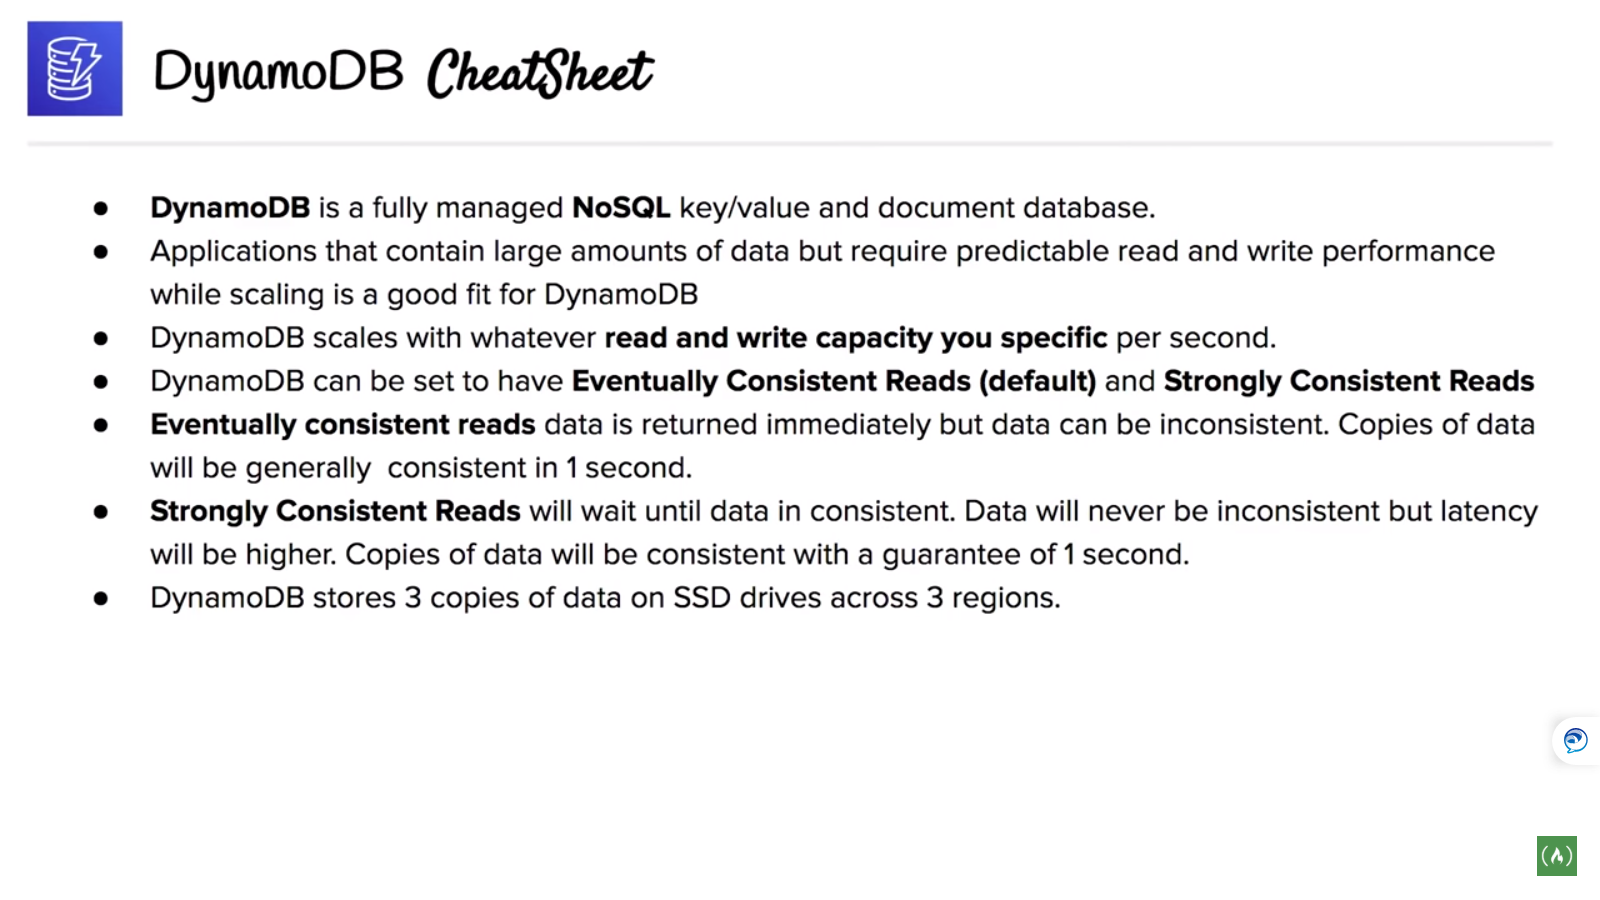 DynamoDB CheatSheet
● DynamoDB is a fully managed NoSQL key/value and document database.
● Applications that contain large amounts of data but require predictable read and write performance
while scaling is a good fit for DynamoDB
● DynamoDB scales with whatever read and write capacity you specific per second.
● DynamoDB can be set to have Eventually Consistent Reads (default) and Strongly Consistent Reads
● Eventually consistent reads data is returned immediately but data can be inconsistent. Copies of data
will be generally  consistent in 1 second.
● Strongly Consistent Reads will wait until data in consistent. Data will never be inconsistent but latency
will be higher. Copies of data will be consistent with a guarantee of 1 second.
● DynamoDB stores 3 copies of data on SSD drives across 3 regions.